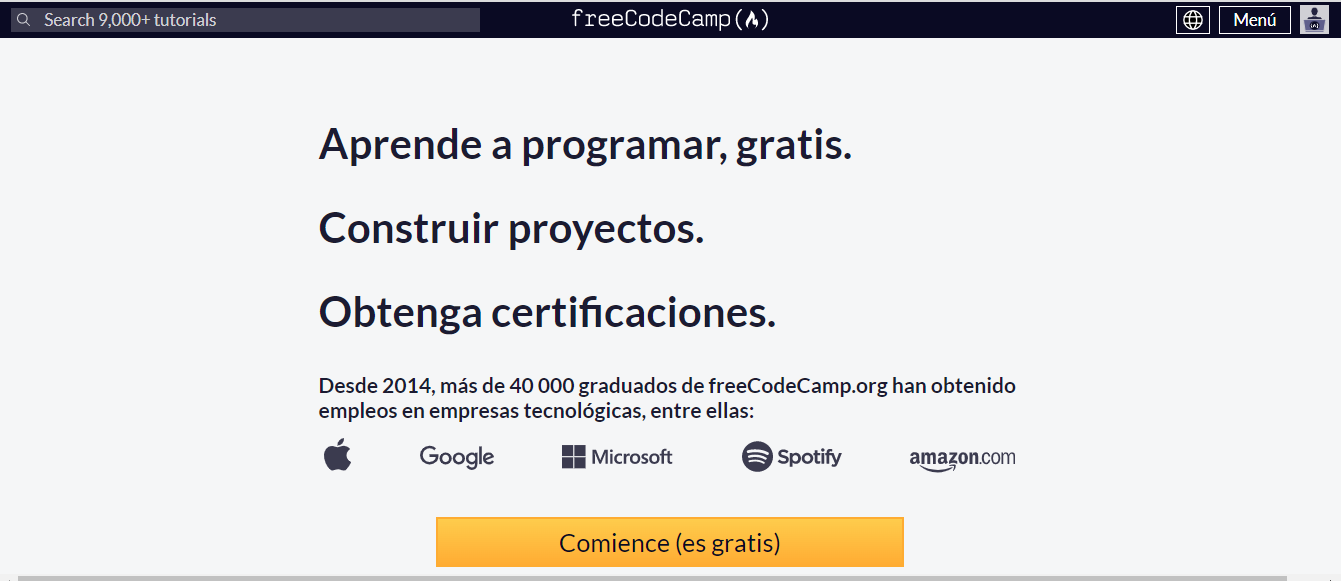 Search 9,000+ tutorials
freeCodeCamp(🔥)
Menú
Aprende a programar, gratis.
Construir proyectos.
Obtenga certificaciones.
Desde 2014, más de 40 000 graduados de freeCodeCamp.org han obtenido
empleos en empresas tecnológicas, entre ellas:
Google
Microsoft
Spotify
amazon.com
Comience (es gratis)